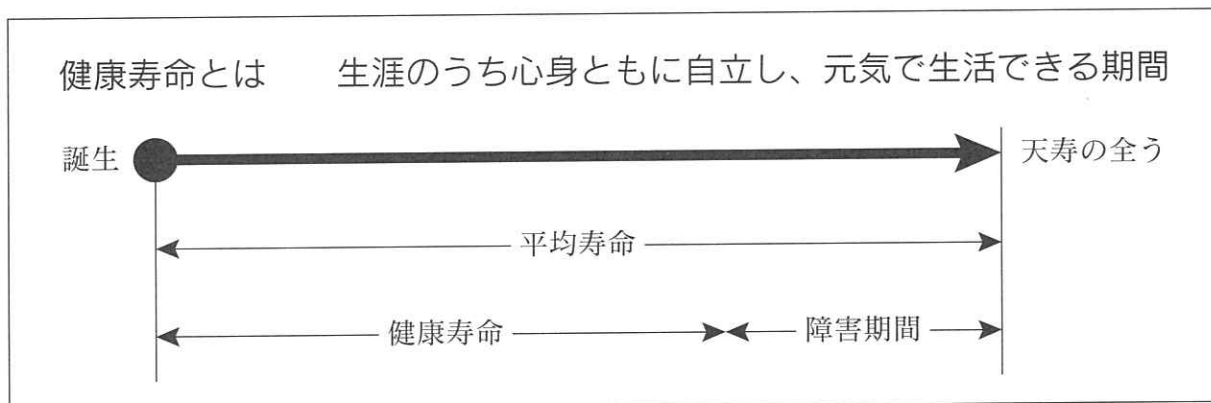 健康寿命とは　生涯のうち心身ともに自立し、元気で生活できる期間
誕生
天寿の全う
平均寿命
健康寿命
障害期間